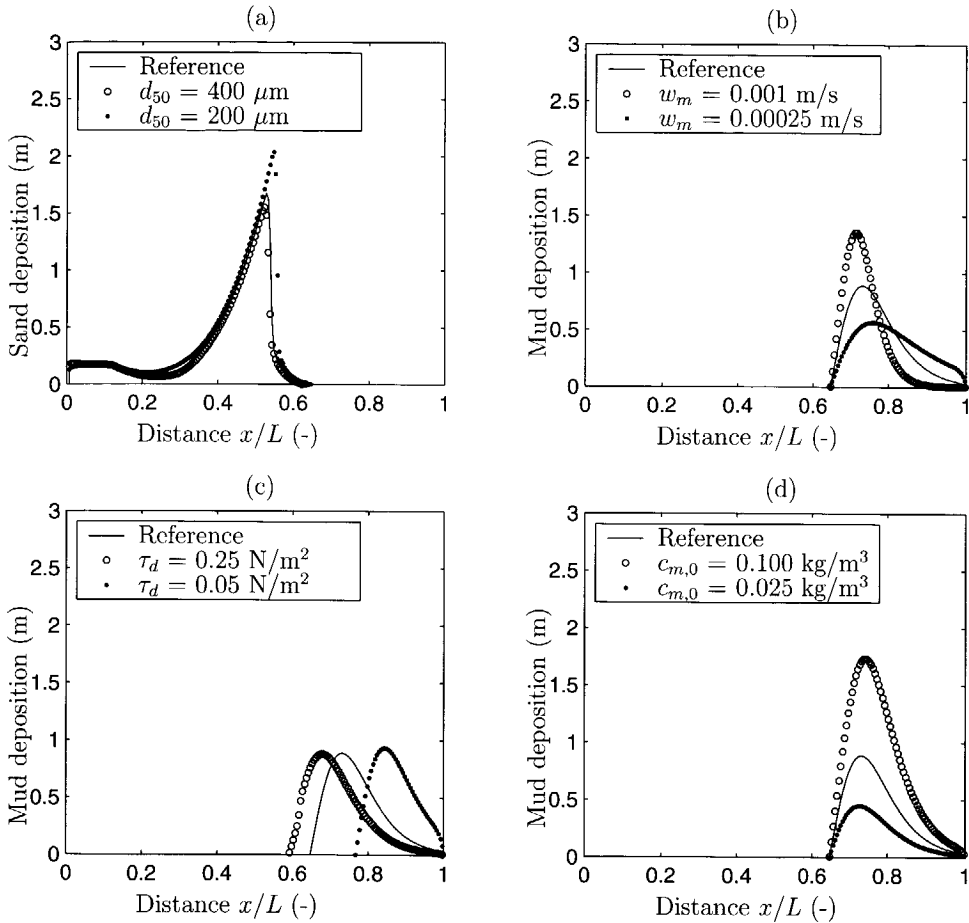 (a)
3
2.5
2
1.5
1
0.5
0
Sand deposition (m)
Reference
d50 = 400 μm
d50 = 200 μm
0 0.2 0.4 0.6 0.8 1
Distance x/L (-)
(b)
3
2.5
2
1.5
1
0.5
0
Mud deposition (m)
Reference
wm = 0.001 m/s
wm = 0.00025 m/s
0 0.2 0.4 0.6 0.8 1
Distance x/L (-)
(c)
3
2.5
2
1.5
1
0.5
0
Mud deposition (m)
Reference
τd = 0.25 N/m²
τd = 0.05 N/m²
0 0.2 0.4 0.6 0.8 1
Distance x/L (-)
(d)
3
2.5
2
1.5
1
0.5
0
Mud deposition (m)
Reference
cm,0 = 0.100 kg/m³
cm,0 = 0.025 kg/m³
0 0.2 0.4 0.6 0.8 1
Distance x/L (-)